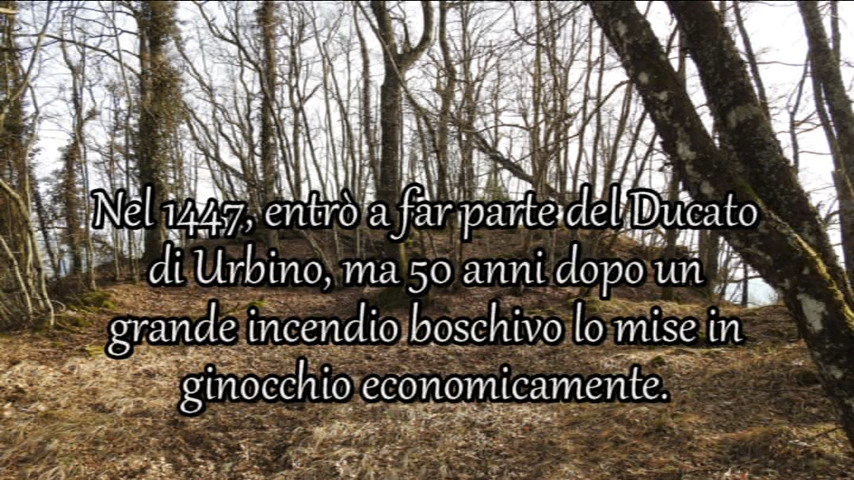 Nel 1447, entrò a far parte del Ducato
di Urbino, ma 50 anni dopo un
grande incendio boschivo lo mise in
ginocchio economicamente.